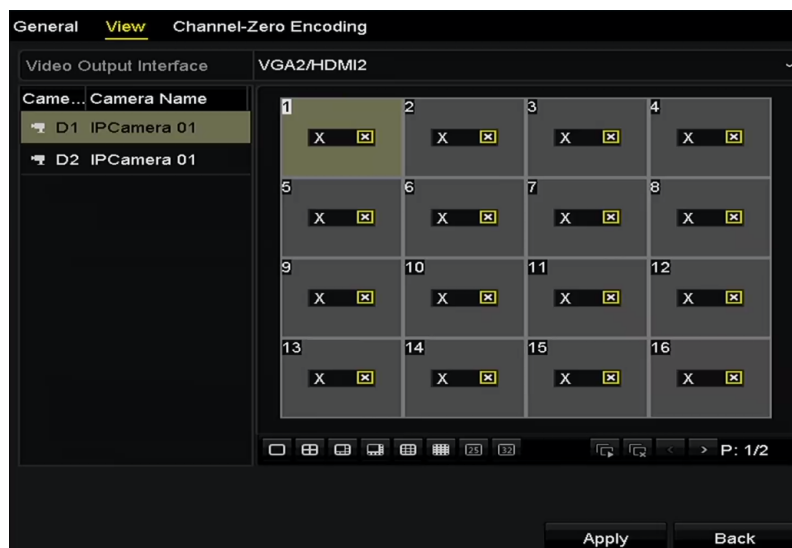 General View Channel-Zero Encoding
Video Output Interface VGA2/HDMI2
Came... Camera Name
D1 IPCamera 01
D2 IPCamera 01
1 2 3 4
X X X X
5 6 7 8
X X X X
9 10 11 12
X X X X
13 14 15 16
X X X X
25 32 P: 1/2
Apply Back